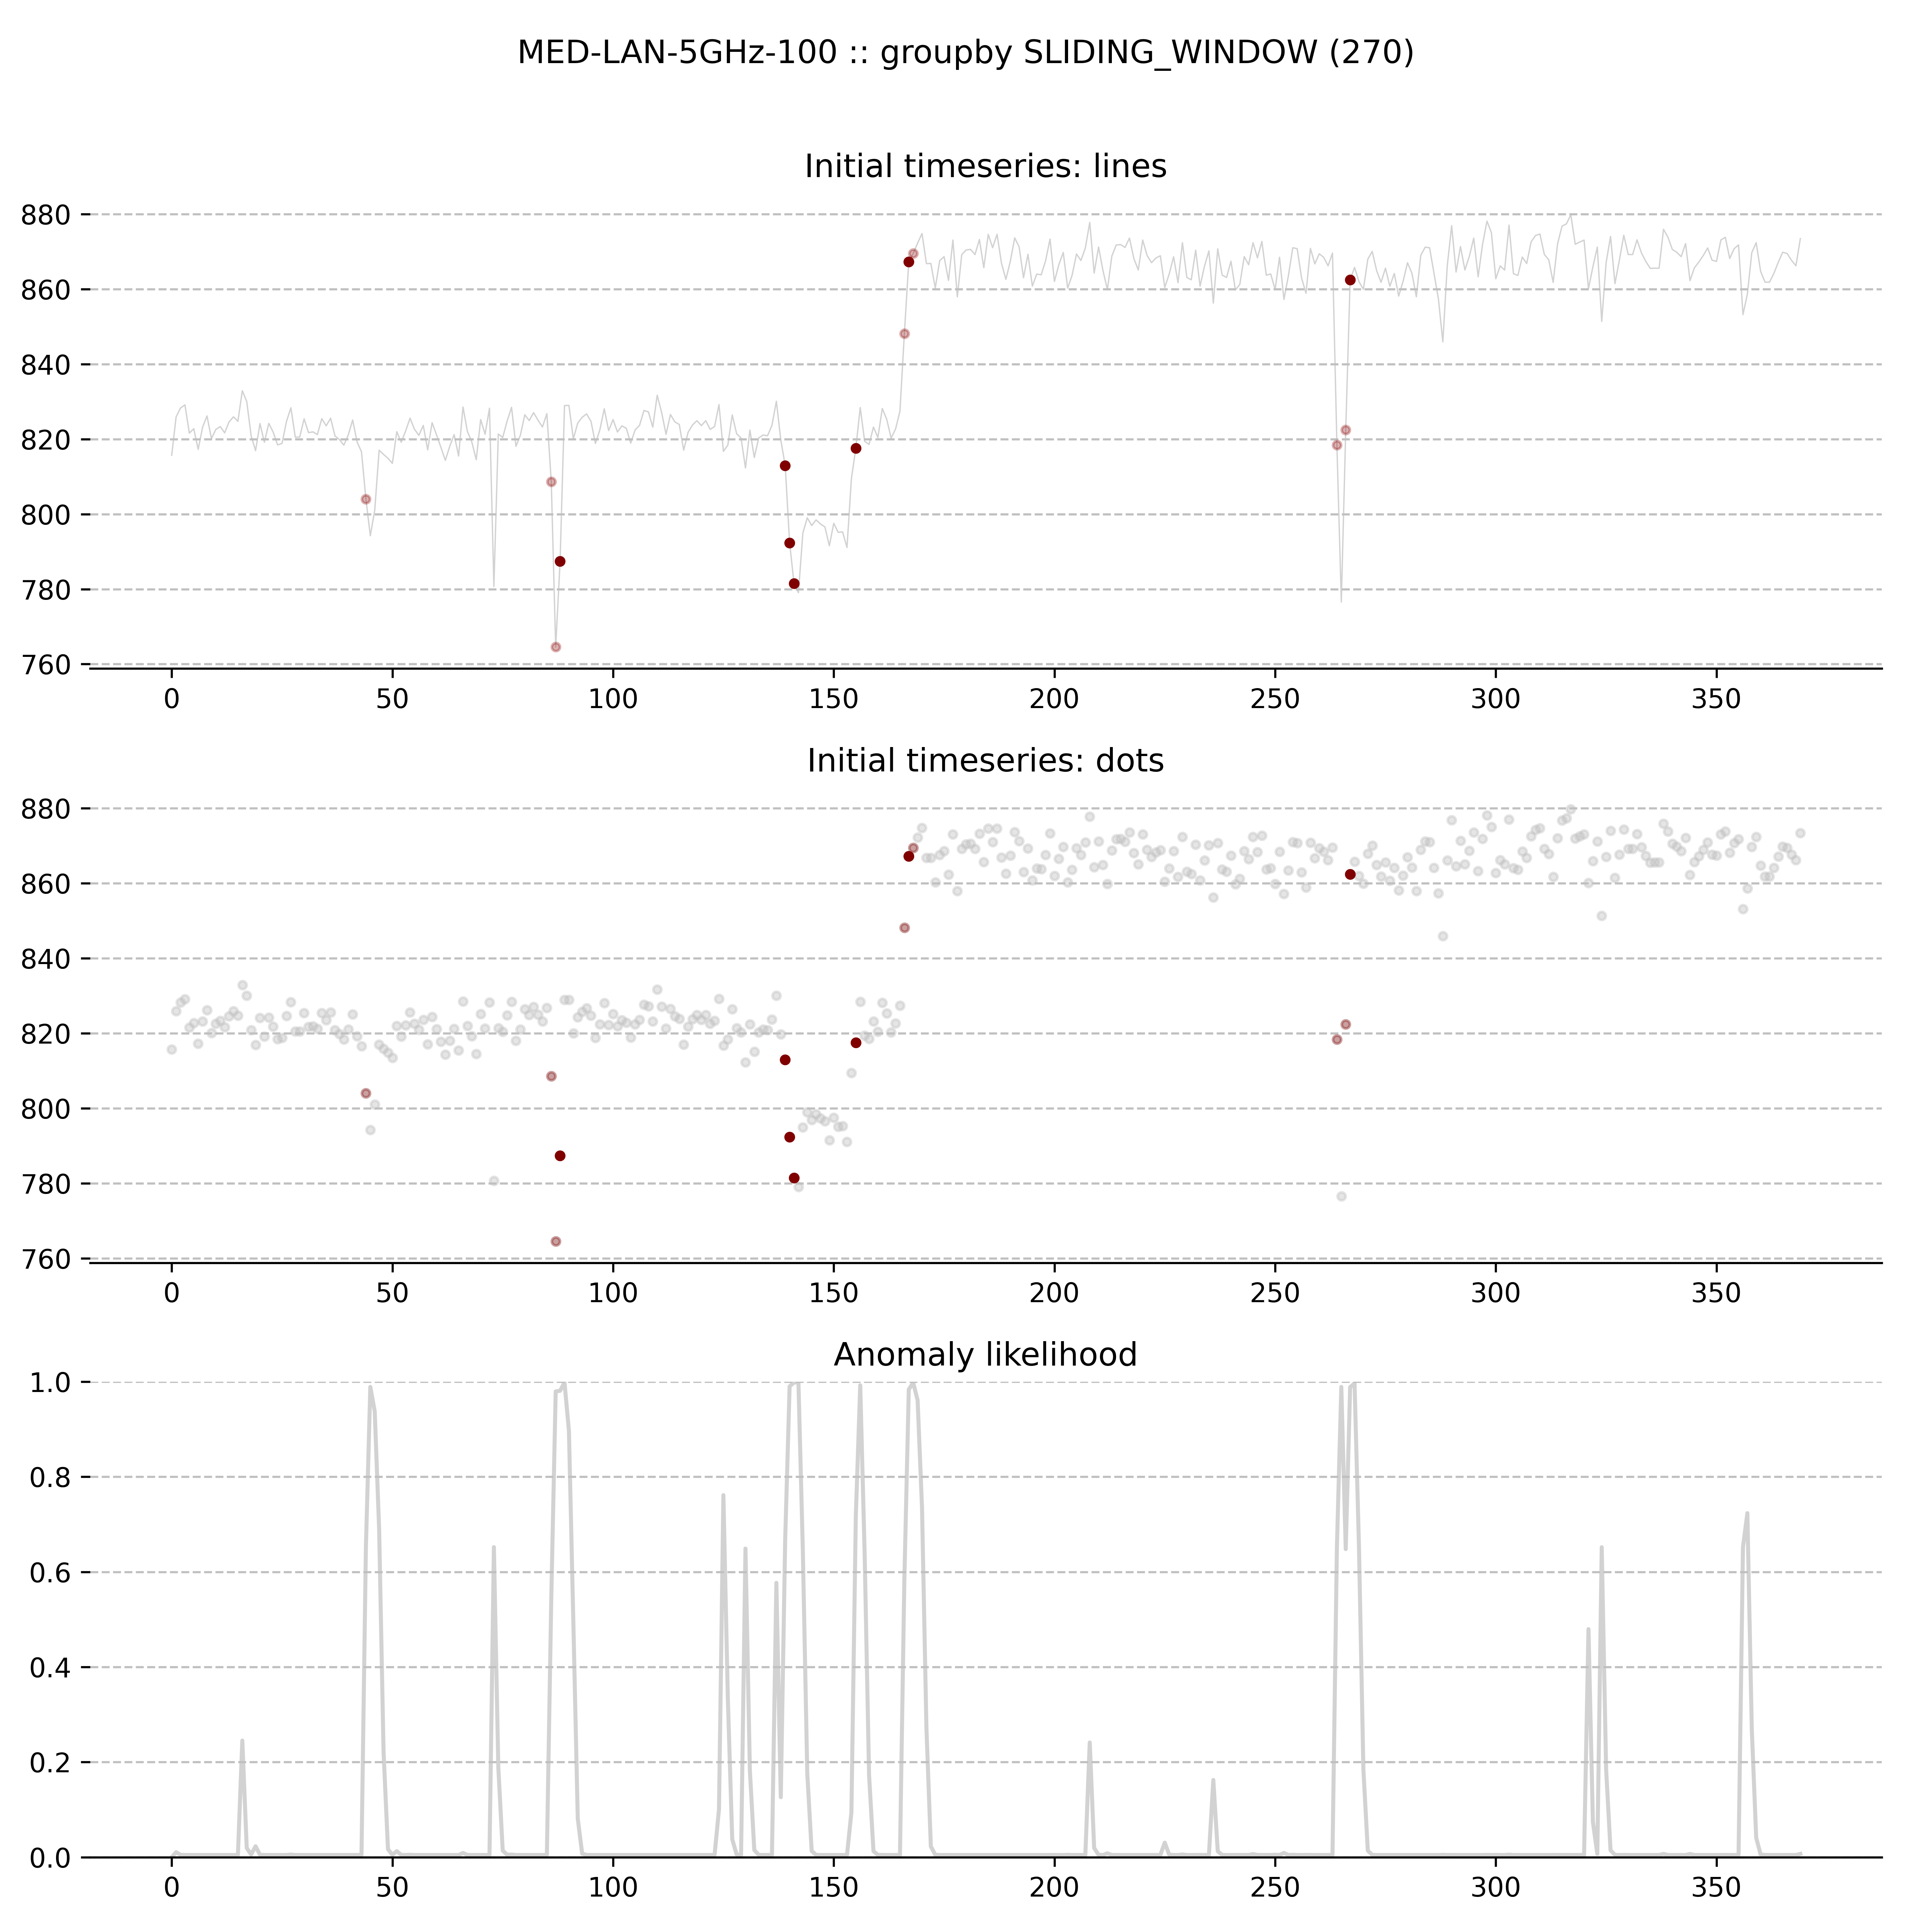 MED-LAN-5GHz-100 :: groupby SLIDING_WINDOW (270)
Initial timeseries: lines
880
860
840
820
800
780
760
0 50 100 150 200 250 300 350
Initial timeseries: dots
880
860
840
820
800
780
760
0 50 100 150 200 250 300 350
Anomaly likelihood
1.0
0.8
0.6
0.4
0.2
0.0
0 50 100 150 200 250 300 350